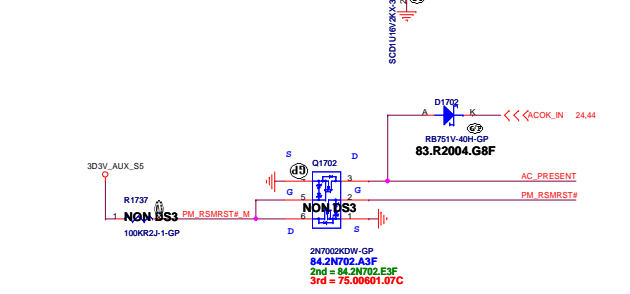 SCD1U16V2KX-3
2
D1702
A
K
ACOK_IN 24,44
RB751V-40H-GP
83.R2004.G8F
3D3V_AUX_S5
S
D
Q1702
AC_PRESENT
3
G
G
R1737
5
2
PM_RSMRST#
NON DS3
1
NON DS3
PM_RSMRST#_M
6
1
100KR2J-1-GP
D
S
2N7002KDW-GP
84.2N702.A3F
2nd = 84.2N702.E3F
3rd = 75.00601.07C